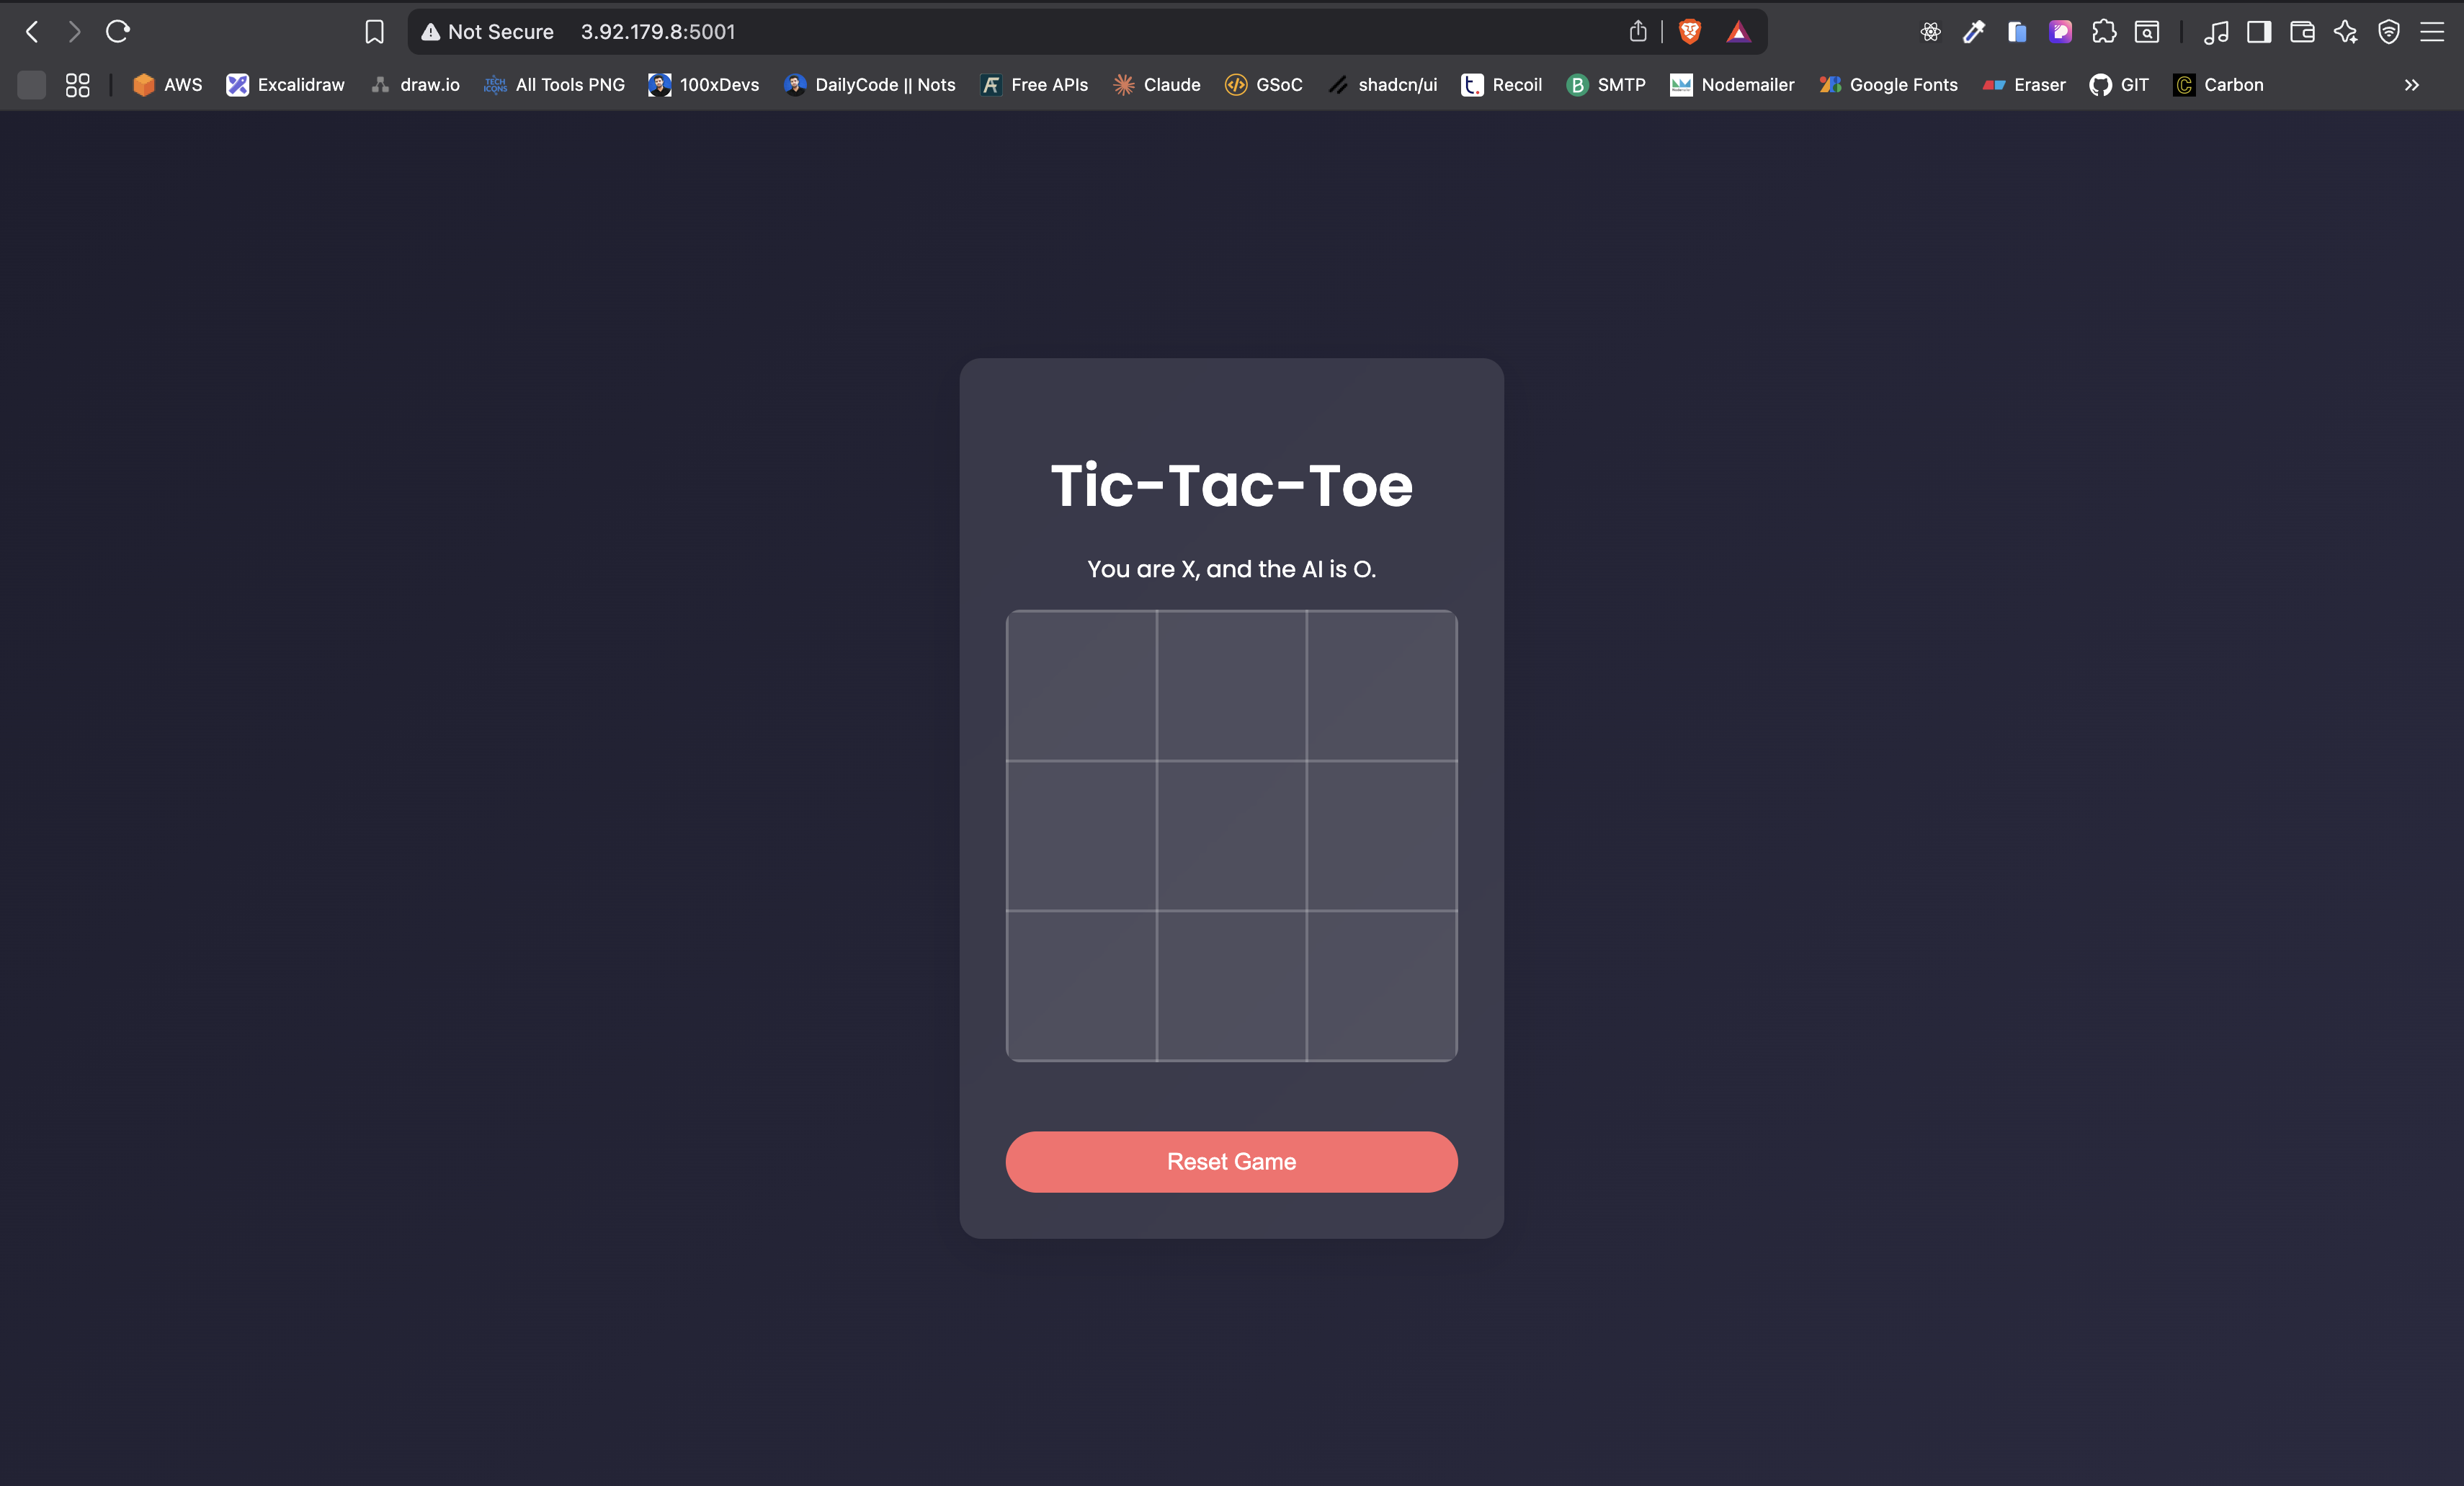 Not Secure 3.92.179.8:5001
AWS Excalidraw draw.io TECH ICONS All Tools PNG 100xDevs DailyCode || Nots Free APIs Claude GSoC shadcn/ui Recoil SMTP Nodemailer Google Fonts Eraser GIT Carbon
Tic-Tac-Toe
You are X, and the AI is O.
Reset Game